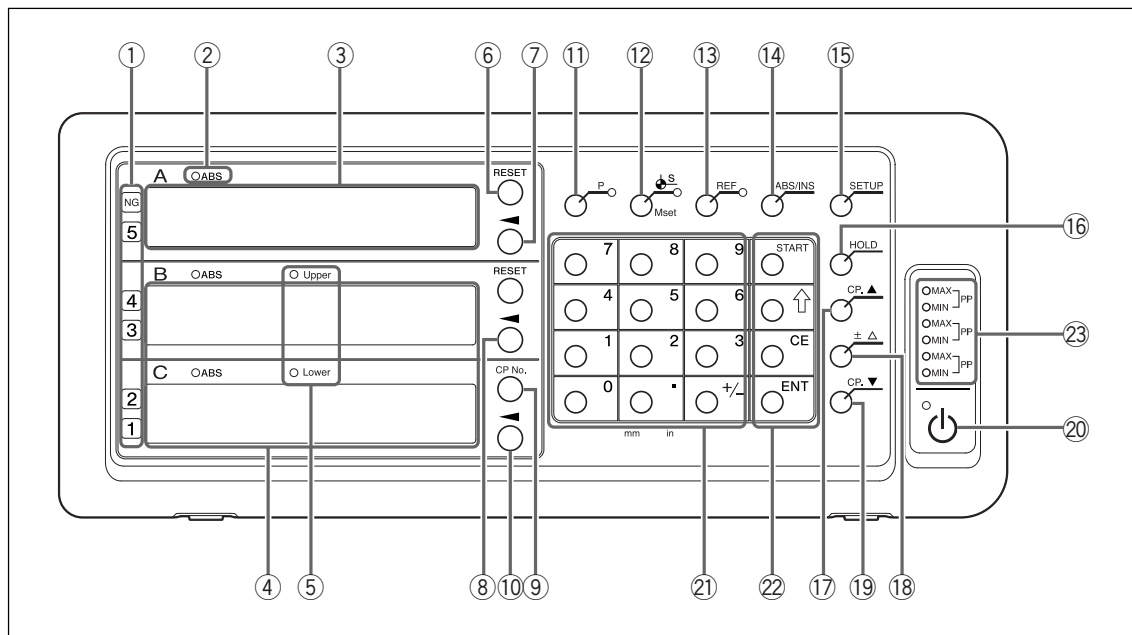 ① ② ③ ⑥ ⑦ ⑪ ⑫ ⑬ ⑭ ⑮
A ABS RESET P S REF ABS/INS SETUP
NG Mset
5 ◄ 7 8 9 START HOLD ⑯
B ABS Upper RESET 4 5 6 ⇧ CP. ▲ MAX PP
4 MIN
3 ◄ 1 2 3 CE ± △ MAX PP ㉓
MIN
C ABS Lower CP No. MAX PP
MIN
2 0 . +/- ENT CP. ▼
1 ◄ mm in ⑳
④ ⑤ ⑧ ⑩ ⑨ ㉑ ㉒ ⑰ ⑲ ⑱